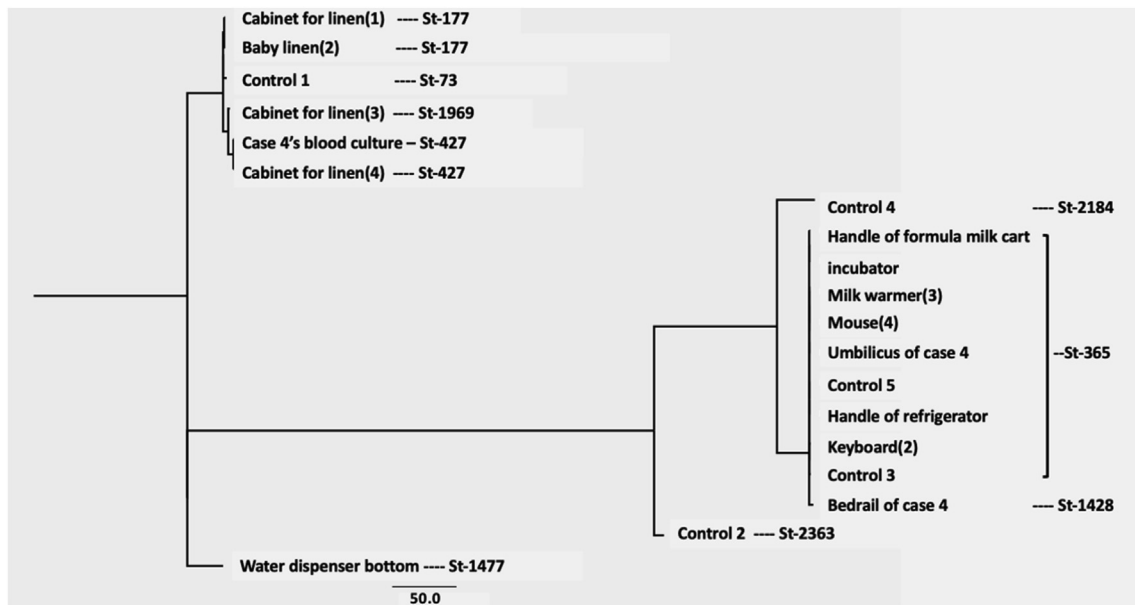 Cabinet for linen(1) ---- St-177
Baby linen(2) ---- St-177
Control 1 ---- St-73
Cabinet for linen(3) ---- St-1969
Case 4’s blood culture – St-427
Cabinet for linen(4) ---- St-427
Control 4 ---- St-2184
Handle of formula milk cart
incubator
Milk warmer(3)
Mouse(4)
Umbilicus of case 4 --St-365
Control 5
Handle of refrigerator
Keyboard(2)
Control 3
Bedrail of case 4 ---- St-1428
Control 2 ---- St-2363
Water dispenser bottom ---- St-1477
50.0